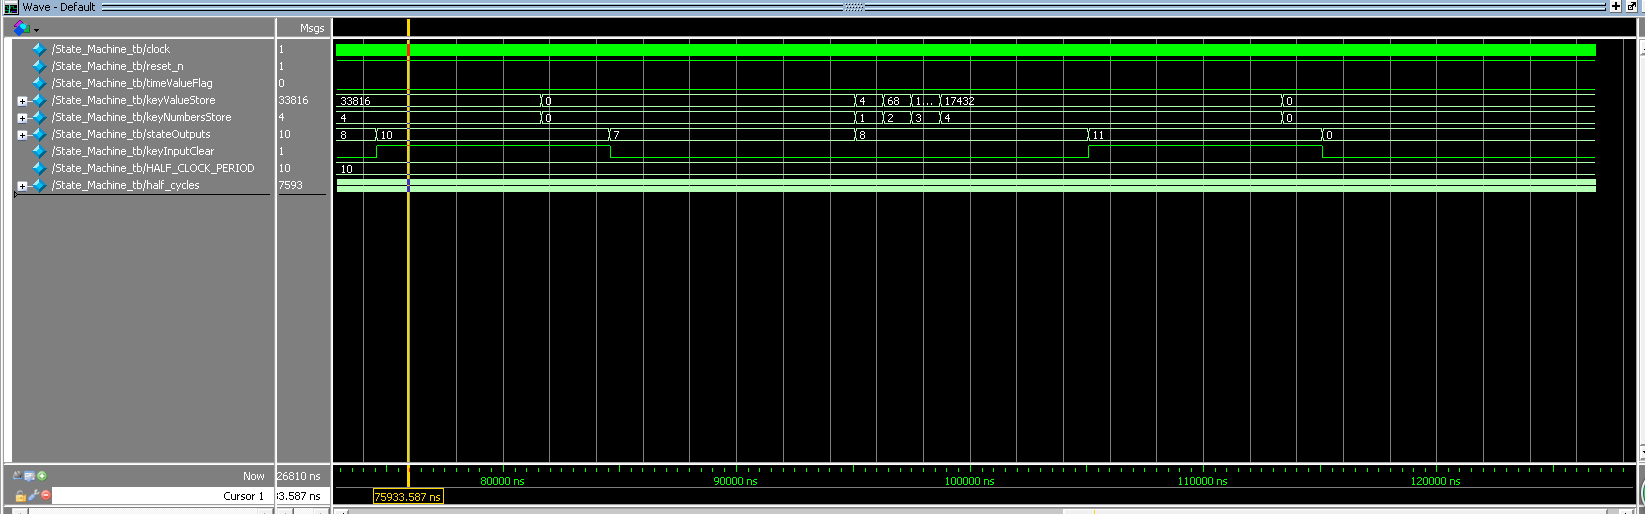 Wave - Default
Msgs
/State_Machine_tb/clock 1
/State_Machine_tb/reset_n 1
/State_Machine_tb/timeValueFlag 0
/State_Machine_tb/keyValueStore 33816 33816 0 4 68 1... 17432 0
/State_Machine_tb/keyNumbersStore 4 4 0 1 2 3 4 0
/State_Machine_tb/stateOutputs 10 8 10 7 8 11 0
/State_Machine_tb/keyInputClear 1
/State_Machine_tb/HALF_CLOCK_PERIOD 10 10
/State_Machine_tb/half_cycles 7593
Now 26810 ns
80000 ns 90000 ns 100000 ns 110000 ns 120000 ns
Cursor 1 3.587 ns 75933.587 ns